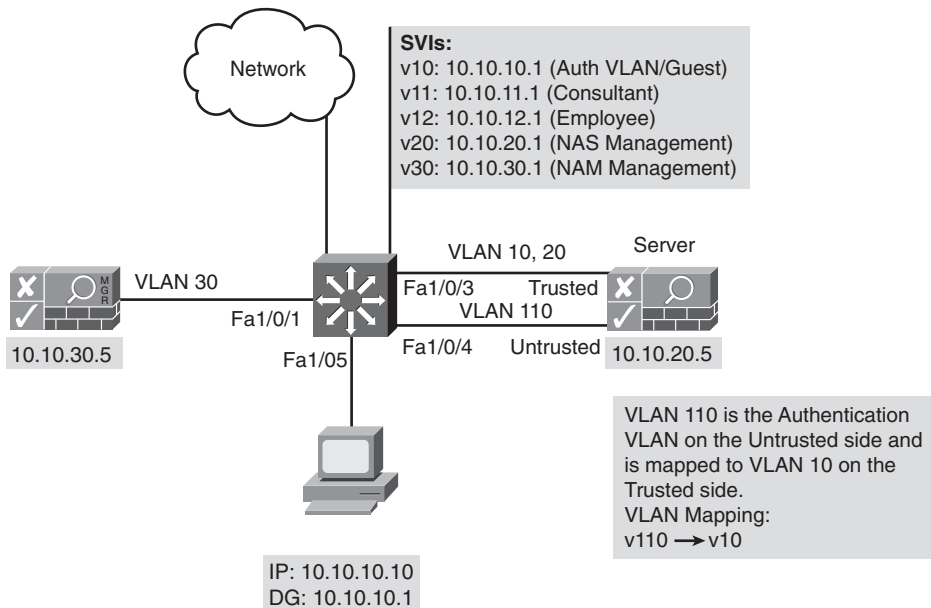 Network
SVIs:
v10: 10.10.10.1 (Auth VLAN/Guest)
v11: 10.10.11.1 (Consultant)
v12: 10.10.12.1 (Employee)
v20: 10.10.20.1 (NAS Management)
v30: 10.10.30.1 (NAM Management)
VLAN 10, 20
Server
M
G
R
VLAN 30
Fa1/0/3
Trusted
VLAN 110
Fa1/0/1
10.10.30.5
Fa1/0/4
Untrusted
10.10.20.5
Fa1/05
VLAN 110 is the Authentication
VLAN on the Untrusted side and
is mapped to VLAN 10 on the
Trusted side.
VLAN Mapping:
v110 → v10
IP: 10.10.10.10
DG: 10.10.10.1